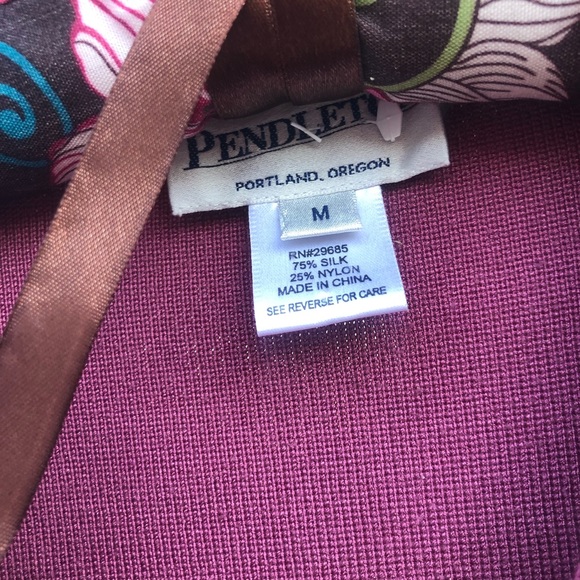 PENDLETO
PORTLAND, OREGON
M
RN#29685
75% SILK
25% NYLON
MADE IN CHINA
SEE REVERSE FOR CARE